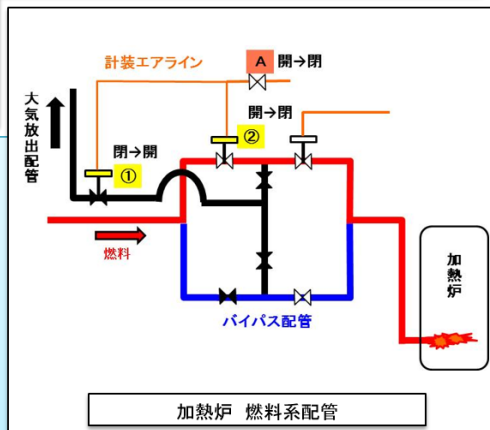 計装エアライン
A 開→閉
開→閉
大気放出配管
②
閉→開
①
燃料
加熱炉
バイパス配管
加熱炉 燃料系配管